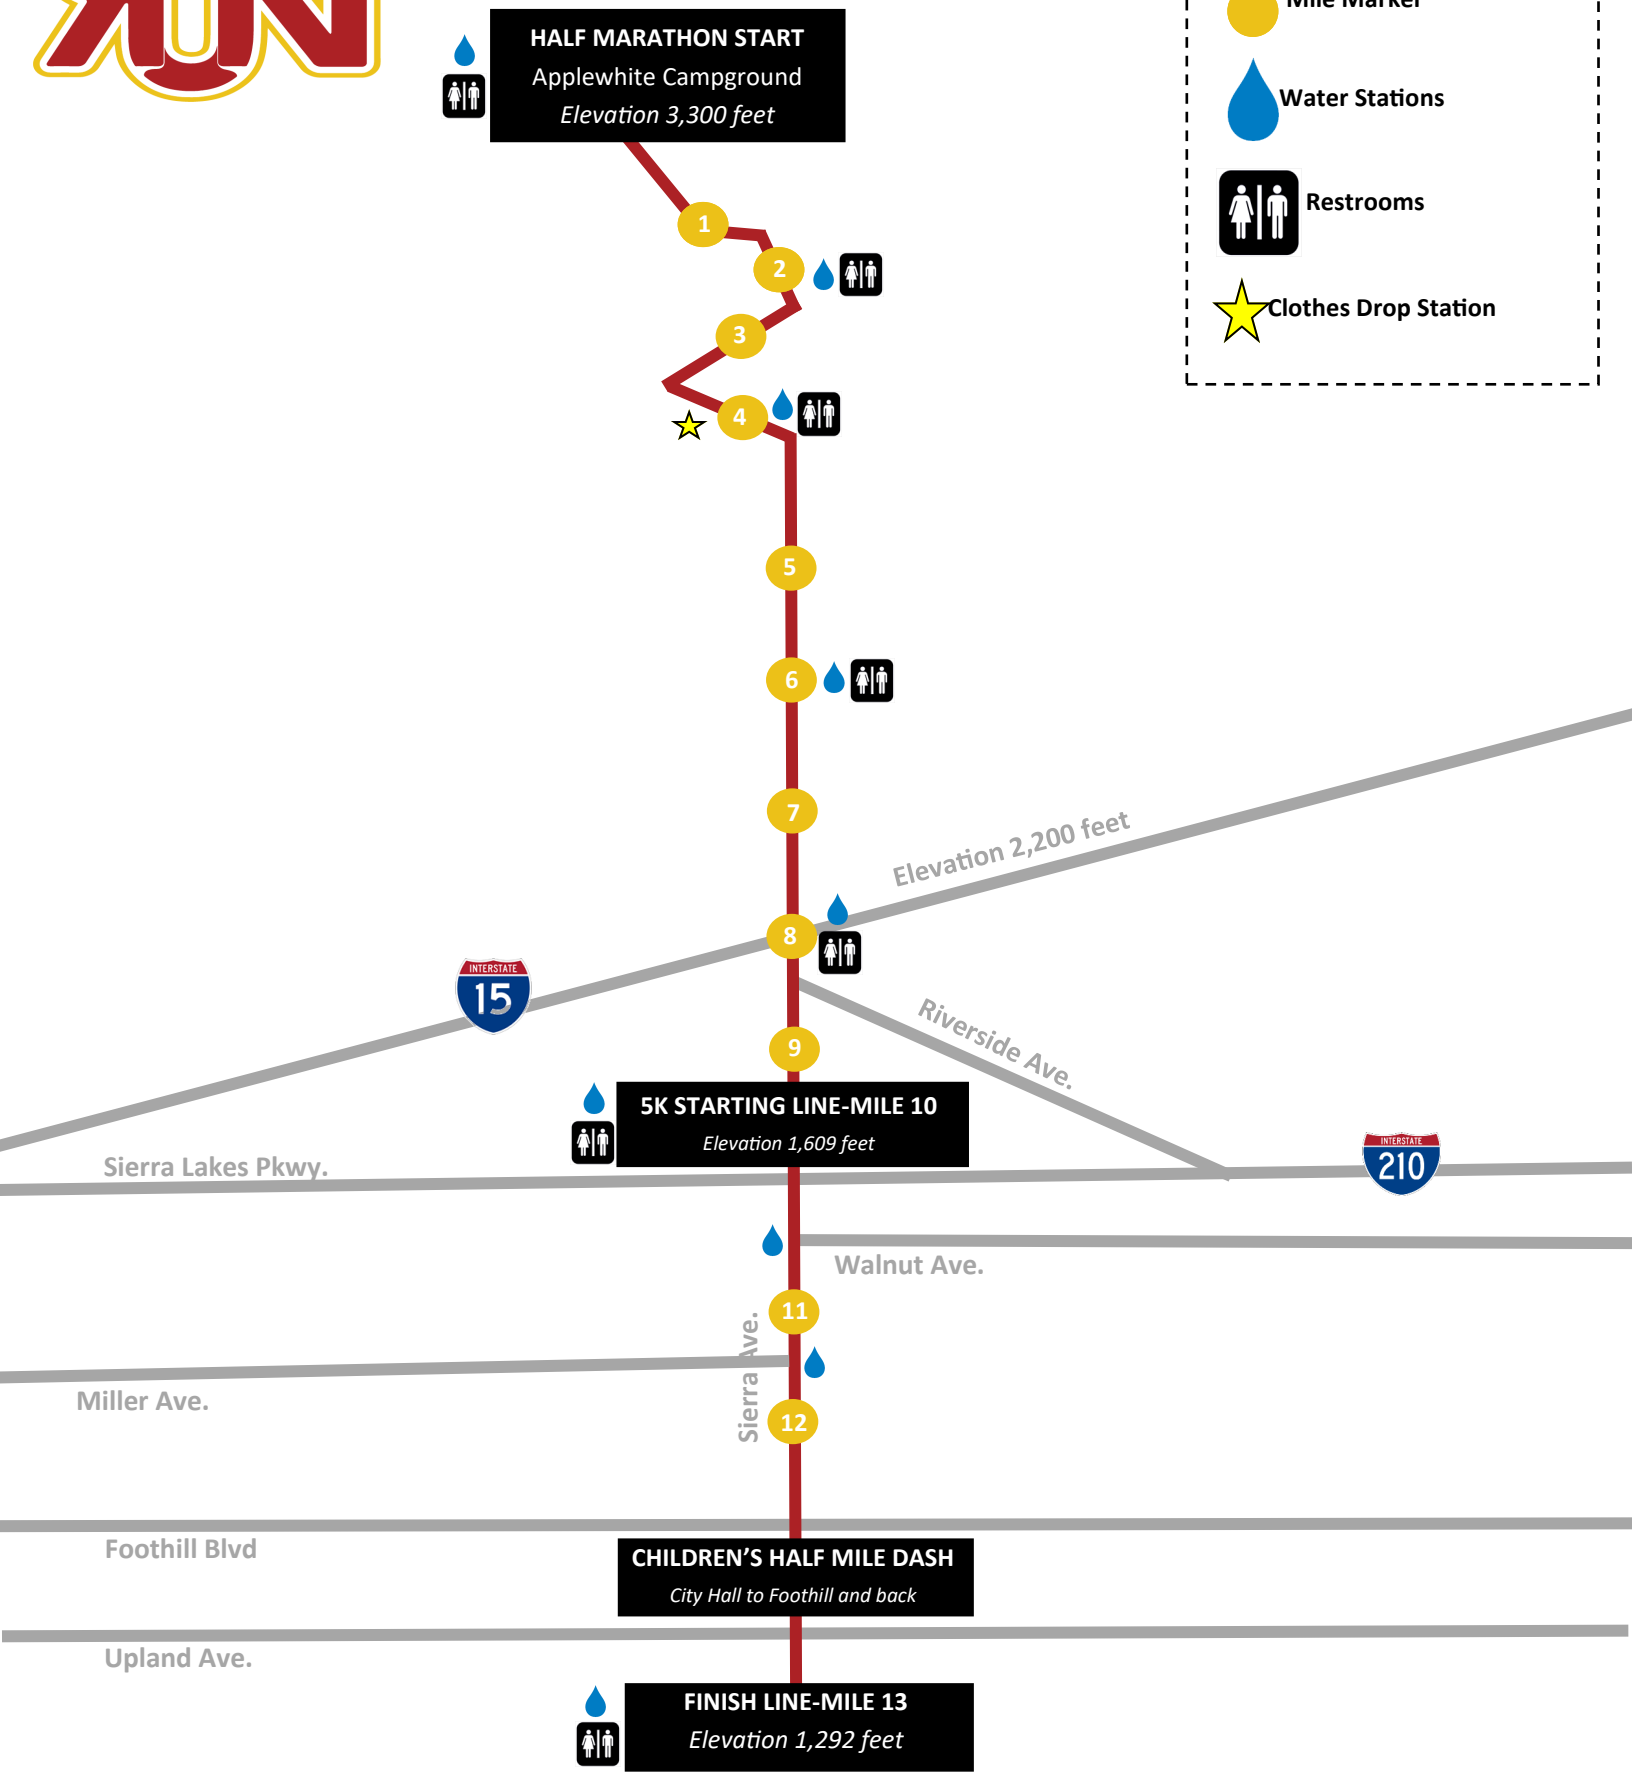 RUN
HALF MARATHON START
Applewhite Campground
Elevation 3,300 feet
Mile Marker
Water Stations
Restrooms
Clothes Drop Station
1
2
3
4
5
6
7
Elevation 2,200 feet
8
INTERSTATE
15
Riverside Ave.
9
5K STARTING LINE-MILE 10
Elevation 1,609 feet
Sierra Lakes Pkwy.
INTERSTATE
210
Walnut Ave.
11
Sierra Ave.
Miller Ave.
12
Foothill Blvd
CHILDREN’S HALF MILE DASH
City Hall to Foothill and back
Upland Ave.
FINISH LINE-MILE 13
Elevation 1,292 feet